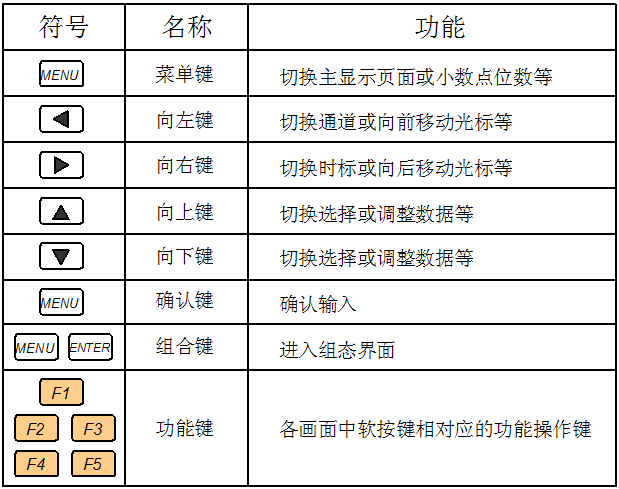 符号 名称 功能
MENU 菜单键 切换主显示页面或小数点位数等
向左键 切换通道或向前移动光标等
向右键 切换时标或向后移动光标等
向上键 切换选择或调整数据等
向下键 切换选择或调整数据等
MENU 确认键 确认输入
MENU ENTER 组合键 进入组态界面
F1
F2 F3 功能键 各画面中软按键相对应的功能操作键
F4 F5